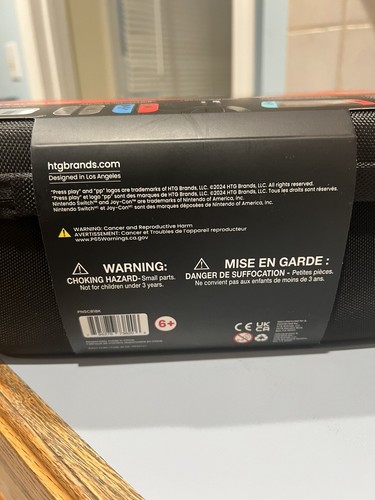 htgbrands.com
Designed in Los Angeles
"Press play" and "pp" logos are trademarks of HTG Brands, LLC. ©2024 HTG Brands, LLC. All rights reserved.
"Press play" et logo "pp" sont des marques de HTG Brands, LLC. ©2024 HTG Brands, LLC. Tous les droits sont réservés.
Nintendo Switch™ and Joy-Con™ are trademarks of Nintendo of America, Inc.
Nintendo Switch™ et Joy-Con™ sont des marques déposées de Nintendo of America, Inc.
WARNING: Cancer and Reproductive Harm
AVERTISSEMENT: Cancer et Troubles de l'appareil reproducteur
www.P65Warnings.ca.gov
WARNING:
CHOKING HAZARD- Small parts.
Not for children under 3 years.
MISE EN GARDE :
DANGER DE SUFFOCATION - Petites pièces.
Ne convient pas aux enfants de moins de 3 ans.
6+
CE UK
CA